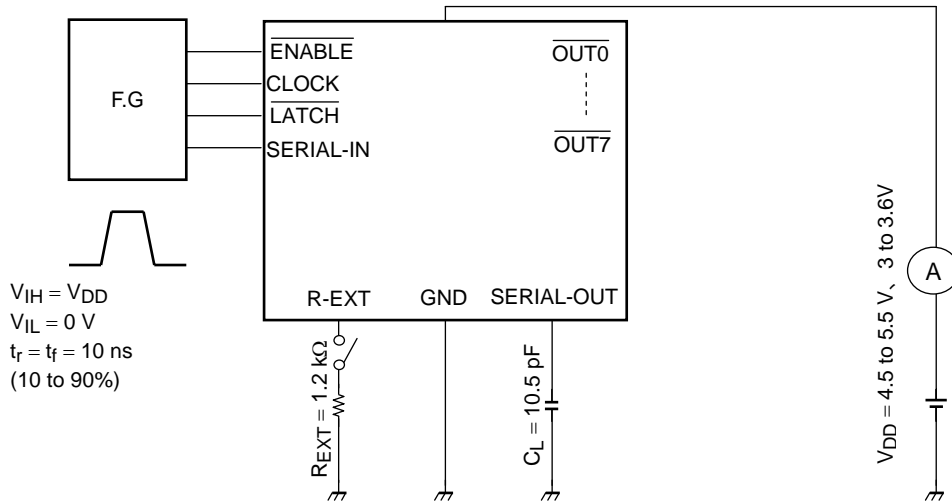 F.G
ENABLE
CLOCK
LATCH
SERIAL-IN
OUT0
OUT7
R-EXT GND SERIAL-OUT
VIH = VDD
VIL = 0 V
tr = tf = 10 ns
(10 to 90%)
REXT = 1.2 kΩ
CL = 10.5 pF
A
VDD = 4.5 to 5.5 V、3 to 3.6V